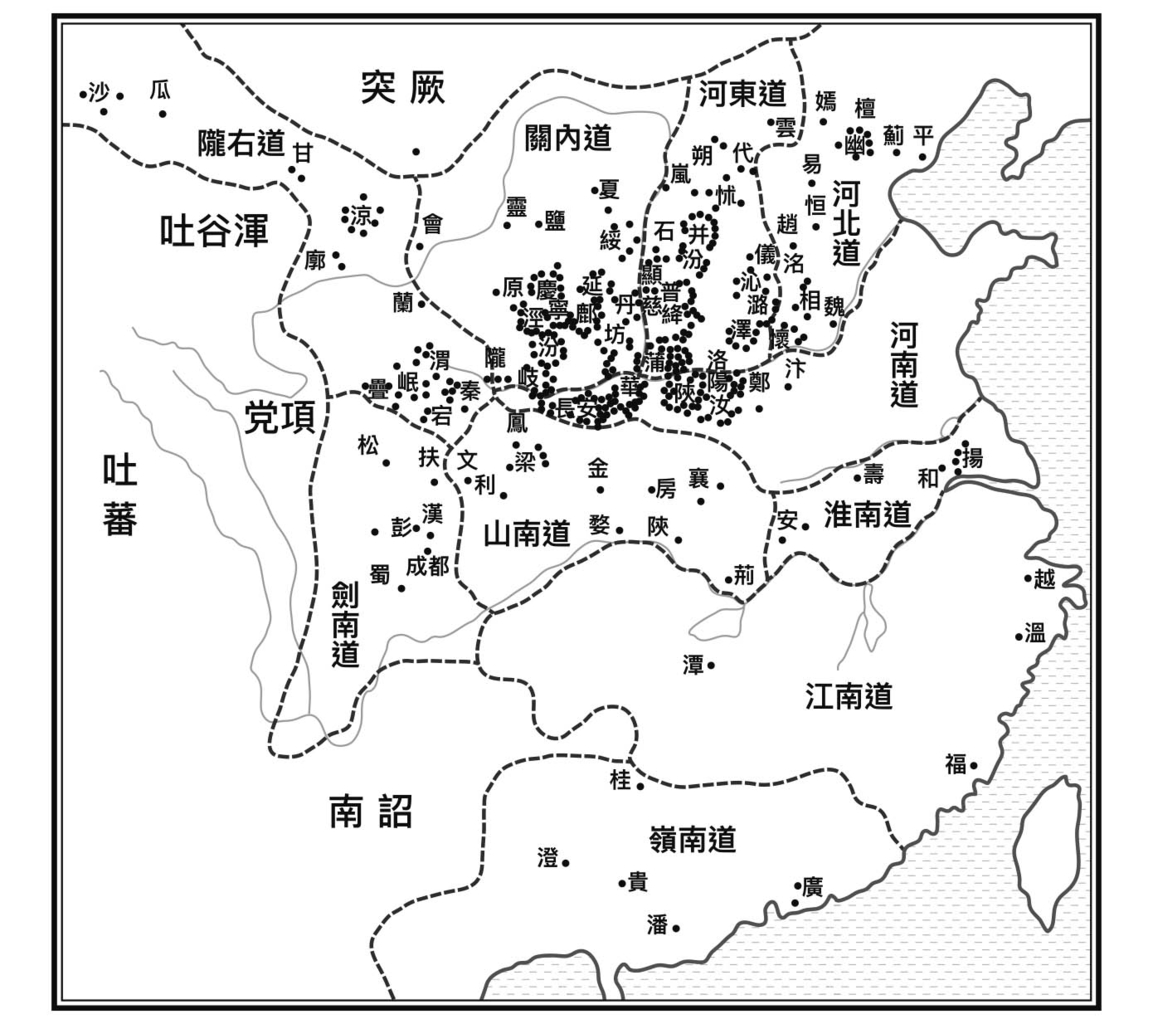 突厥
沙
瓜
隴右道
甘
關內道
河東道
雲
媯
檀
幽
薊
平
朔
代
嵐
易
夏
忻
恒
河北道
涼
吐谷渾
會
靈
鹽
綏
石
并
汾
趙
儀
洺
廓
蘭
原
慶
延
顯
沁
寧
丹
慈
普
潞
相
魏
涇
鄜
絳
坊
澤
懷
河南道
渭
隴
汾
蒲
洛
汴
疊
岷
秦
岐
華
陝
陽
鄭
宕
長安
汝
党項
鳳
松
扶
文
梁
金
房
襄
壽
和
揚
吐蕃
利
漢
彭
山南道
婺
陝
安
淮南道
成都
蜀
荊
越
劍南道
溫
潭
江南道
福
南詔
桂
嶺南道
澄
貴
廣
潘